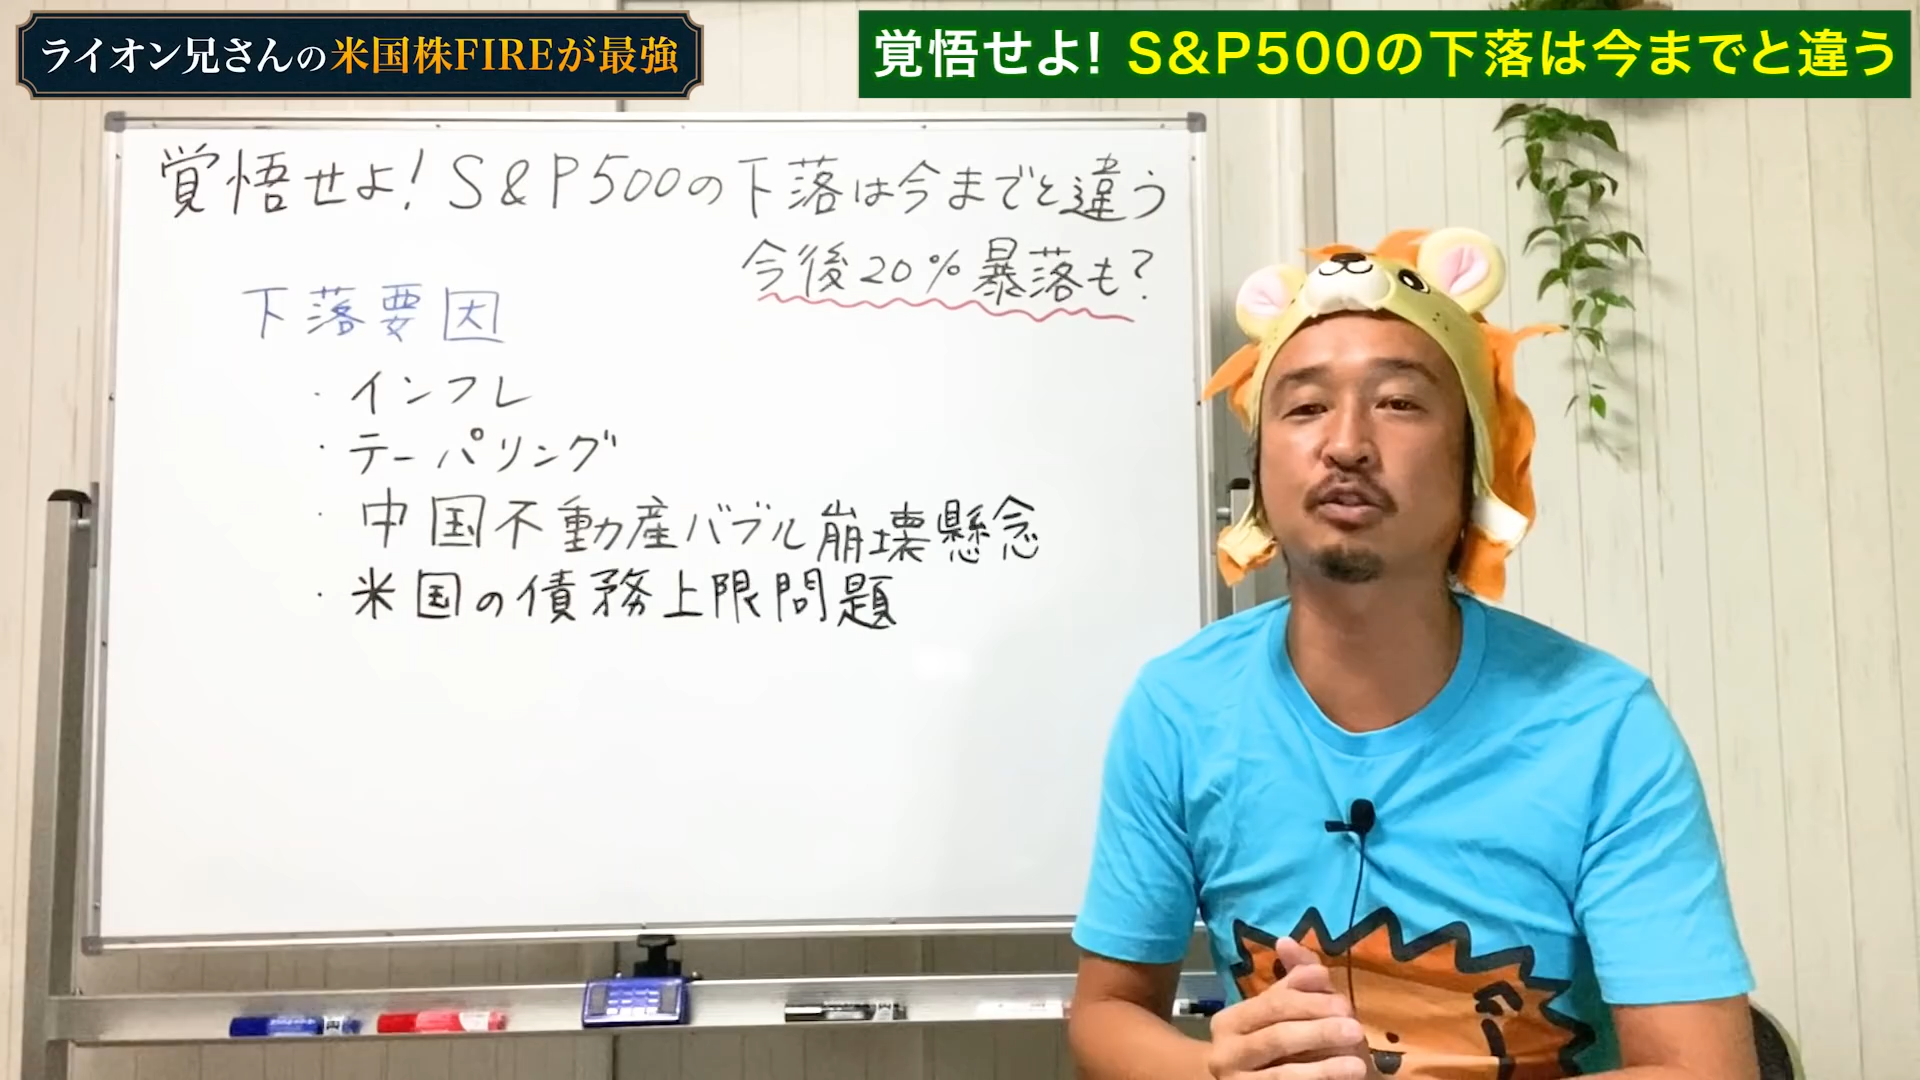 ライオン兄さんの米国株FIREが最強
覚悟せよ! S&P500の下落は今までと違う
覚悟せよ! S&P500の下落は今までと違う
今後20%暴落も?
下落要因
・インフレ
・テーパリング
・中国不動産バブル崩壊懸念
・米国の債務上限問題